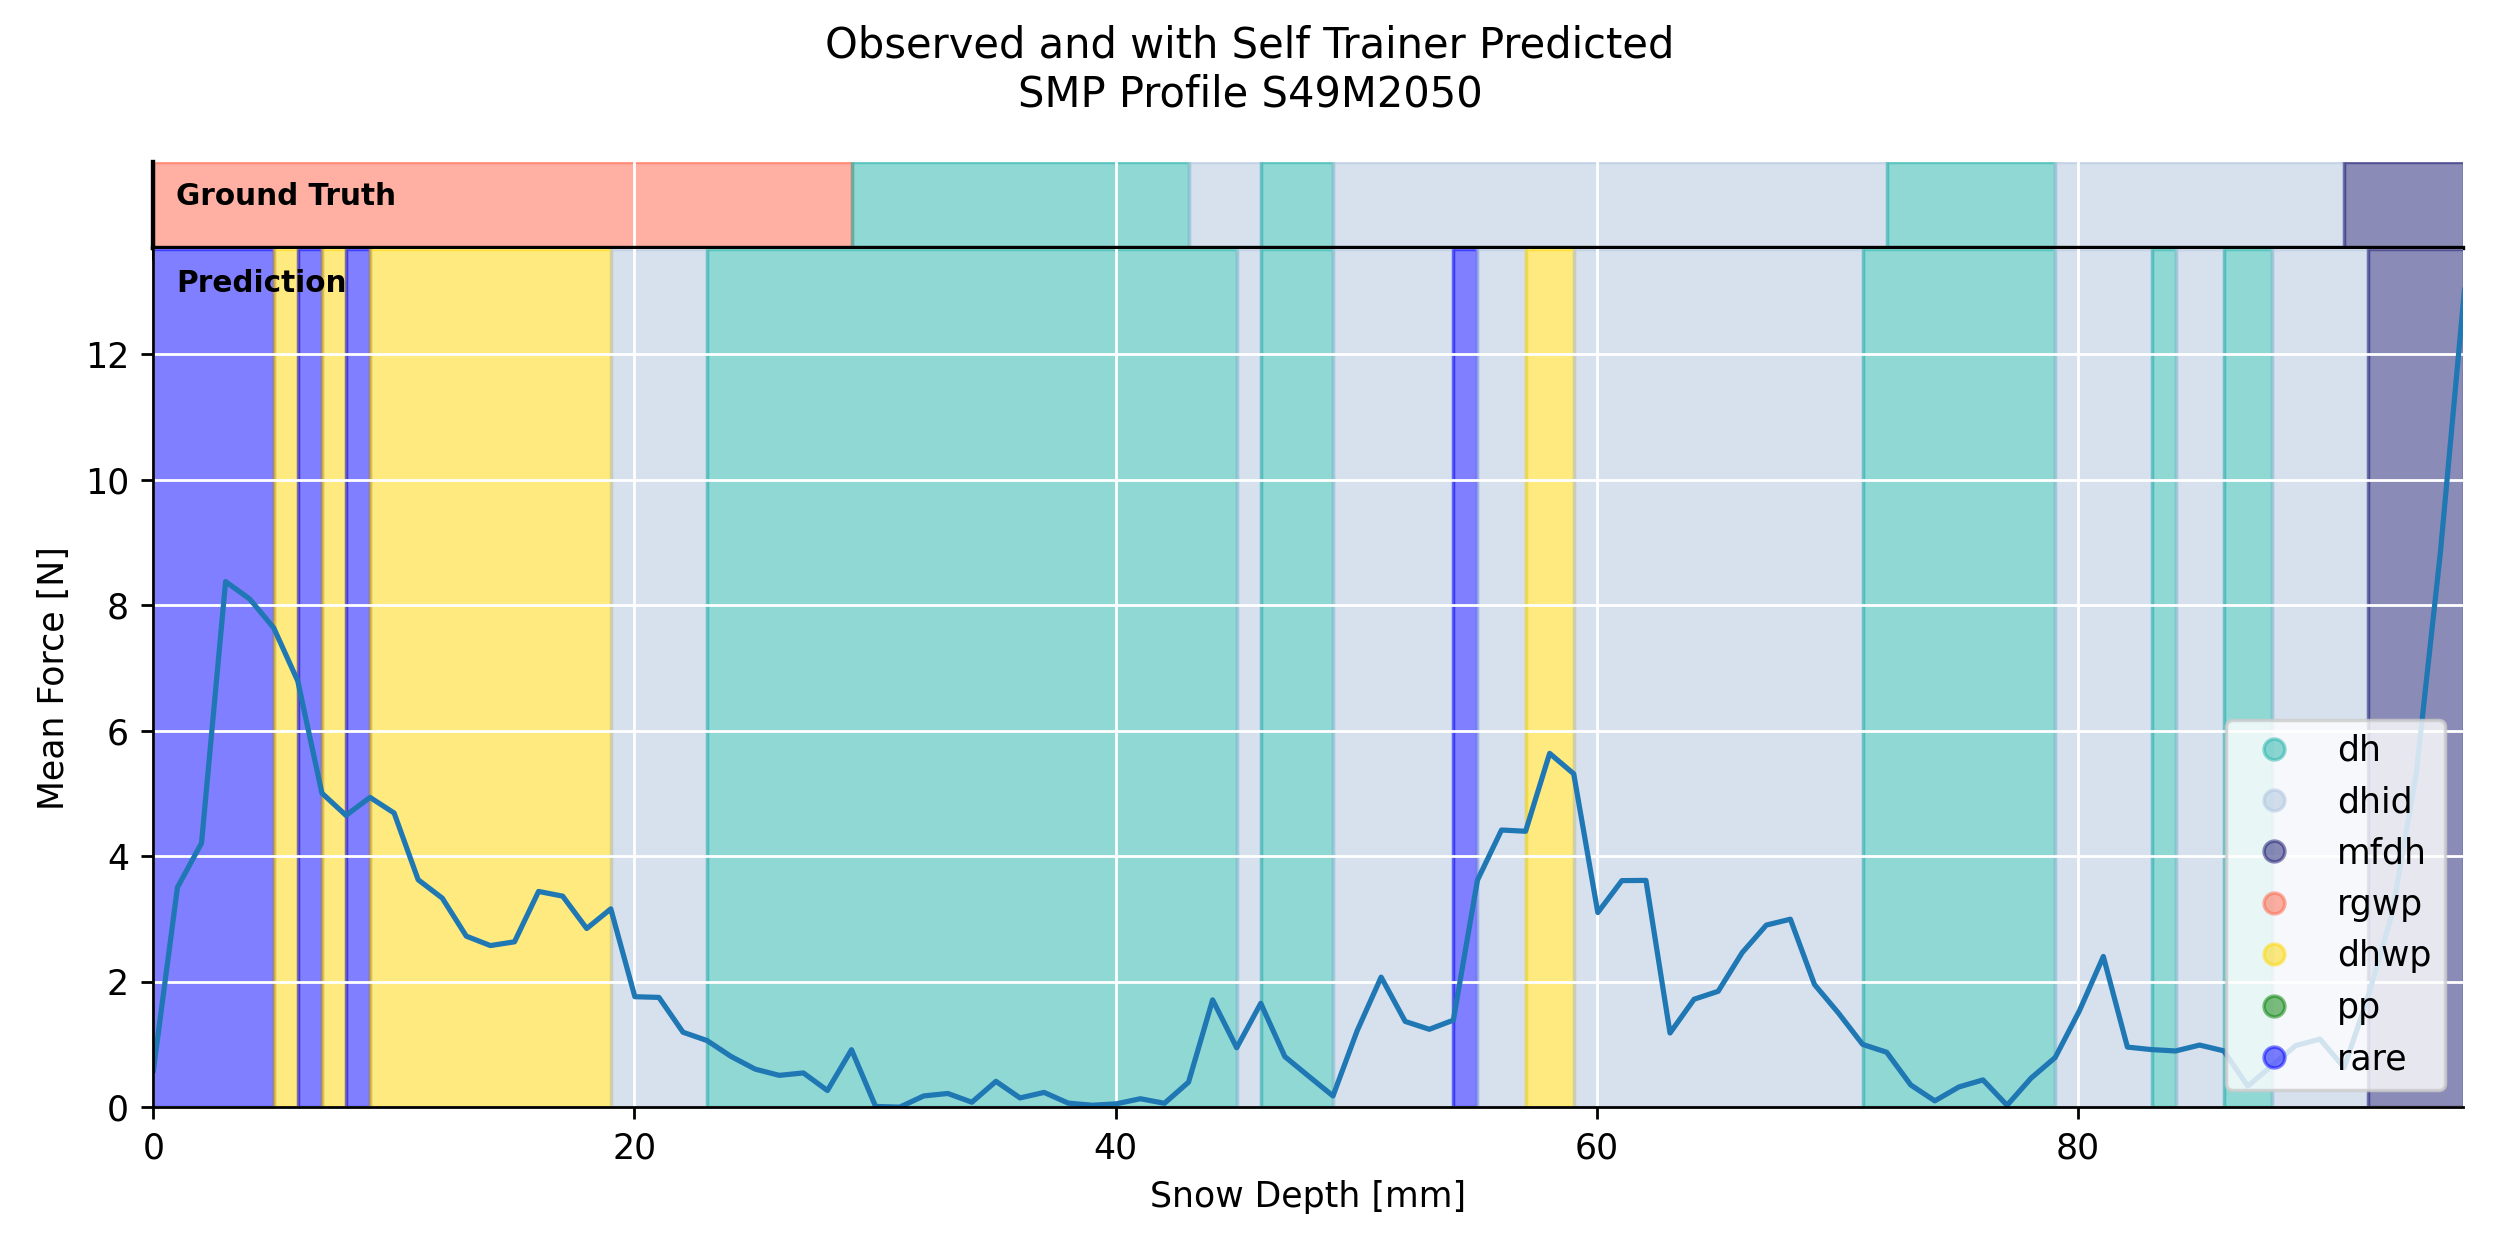 Observed and with Self Trainer Predicted
SMP Profile S49M2050
Ground Truth
Prediction
12
10
8
6
4
2
0
Mean Force [N]
0 20 40 60 80
Snow Depth [mm]
dh
dhid
mfdh
rgwp
dhwp
pp
rare